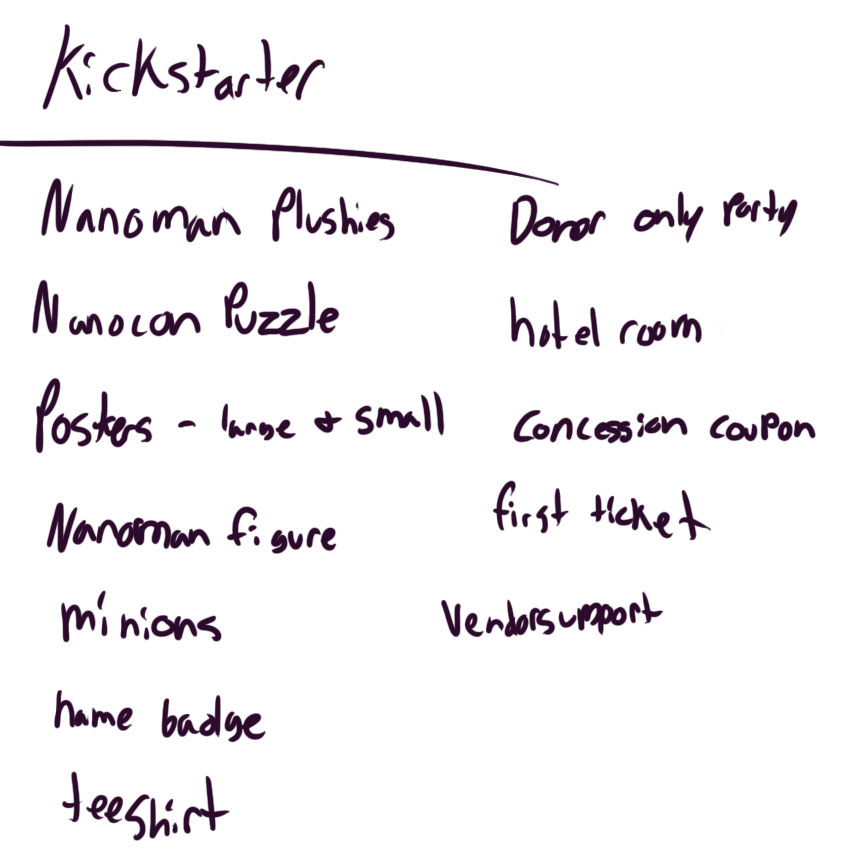 Kickstarter
Nanoman Plushies
Nanocon Puzzle
Posters - large & small
Nanoman figure
minions
name badge
teeshirt
Donor only party
hotel room
Concession coupon
first ticket
Vendorsupport